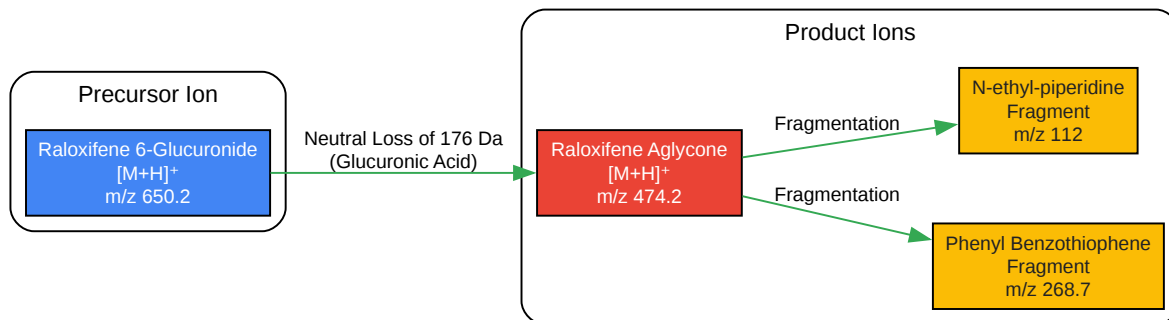 Product Ions
Precursor Ion
Raloxifene 6-Glucuronide
[M+H]⁺
m/z 650.2
Neutral Loss of 176 Da
(Glucuronic Acid)
Raloxifene Aglycone
[M+H]⁺
m/z 474.2
Fragmentation
N-ethyl-piperidine
Fragment
m/z 112
Fragmentation
Phenyl Benzothiophene
Fragment
m/z 268.7